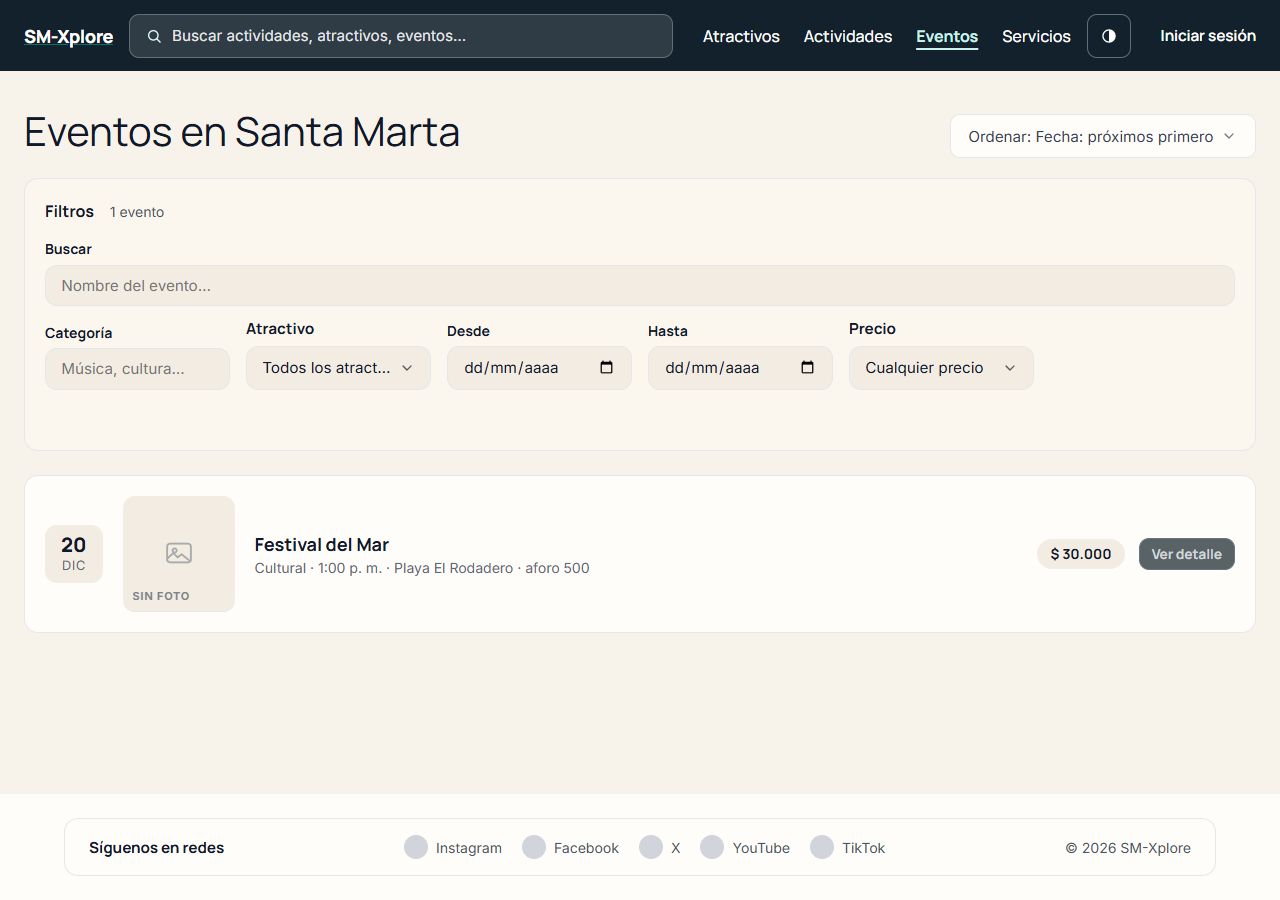 SM-Xplore
Buscar actividades, atractivos, eventos...
Atractivos
Actividades
Eventos
Servicios
Iniciar sesión
Eventos en Santa Marta
Ordenar: Fecha: próximos primero
Filtros
1 evento
Buscar
Nombre del evento...
Categoría
Atractivo
Desde
Hasta
Precio
Música, cultura...
Todos los atract...
dd/mm/aaaa
dd/mm/aaaa
Cualquier precio
20
DIC
SIN FOTO
Festival del Mar
Cultural · 1:00 p. m. · Playa El Rodadero · aforo 500
$ 30.000
Ver detalle
Síguenos en redes
Instagram
Facebook
X
YouTube
TikTok
© 2026 SM-Xplore